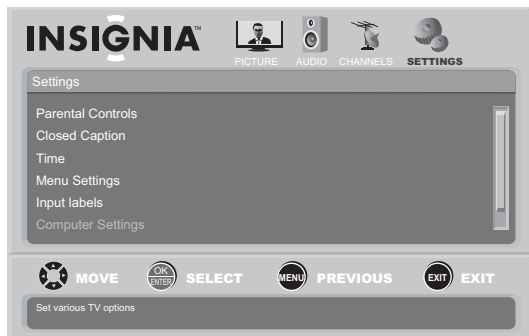 INSIGNIA™
PICTURE AUDIO CHANNELS SETTINGS
Settings
Parental Controls
Closed Caption
Time
Menu Settings
Input labels
Computer Settings
MOVE OK ENTER SELECT MENU PREVIOUS EXIT EXIT
Set various TV options